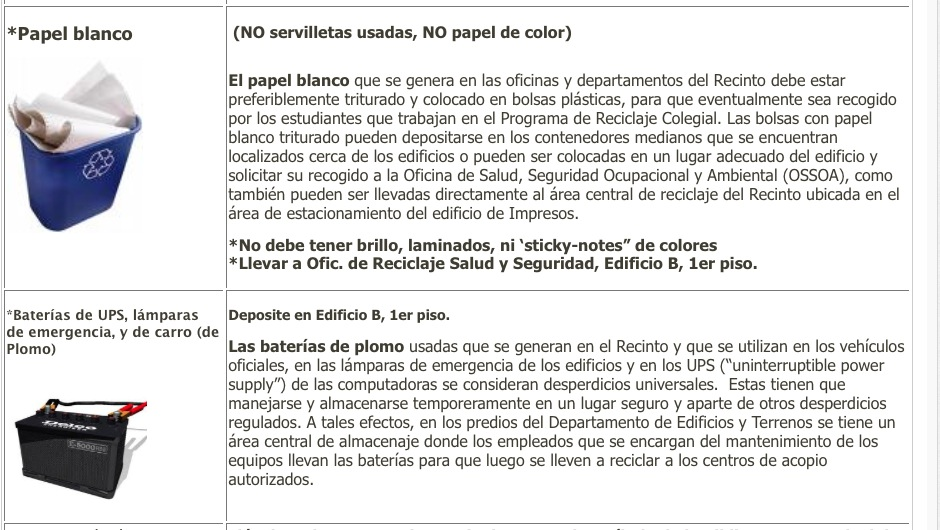 *Papel blanco
(NO servilletas usadas, NO papel de color)
El papel blanco que se genera en las oficinas y departamentos del Recinto debe estar
preferiblemente triturado y colocado en bolsas plásticas, para que eventualmente sea recogido
por los estudiantes que trabajan en el Programa de Reciclaje Colegial. Las bolsas con papel
blanco triturado pueden depositarse en los contenedores medianos que se encuentran
localizados cerca de los edificios o pueden ser colocadas en un lugar adecuado del edificio y
solicitar su recogido a la Oficina de Salud, Seguridad Ocupacional y Ambiental (OSSOA), como
también pueden ser llevadas directamente al área central de reciclaje del Recinto ubicada en el
área de estacionamiento del edificio de Impresos.
*No debe tener brillo, laminados, ni ‘sticky-notes” de colores
*Llevar a Ofic. de Reciclaje Salud y Seguridad, Edificio B, 1er piso.
*Baterías de UPS, lámparas
de emergencia, y de carro (de
Plomo)
Deposite en Edificio B, 1er piso.
Las baterías de plomo usadas que se generan en el Recinto y que se utilizan en los vehículos
oficiales, en las lámparas de emergencia de los edificios y en los UPS (“uninterruptible power
supply”) de las computadoras se consideran desperdicios universales.  Estas tienen que
manejarse y almacenarse temporeramente en un lugar seguro y aparte de otros desperdicios
regulados. A tales efectos, en los predios del Departamento de Edificios y Terrenos se tiene un
área central de almacenaje donde los empleados que se encargan del mantenimiento de los
equipos llevan las baterías para que luego se lleven a reciclar a los centros de acopio
autorizados.